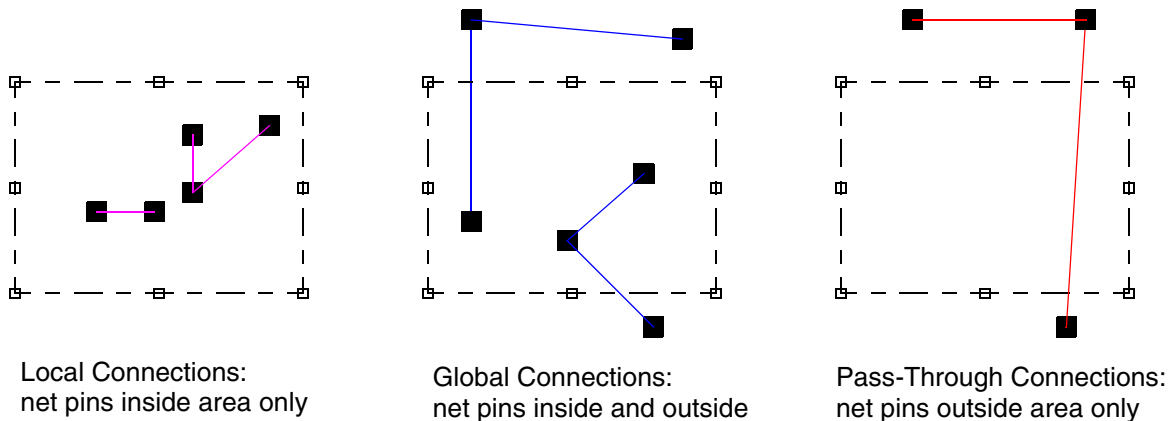 Local Connections:
net pins inside area only
Global Connections:
net pins inside and outside
Pass-Through Connections:
net pins outside area only